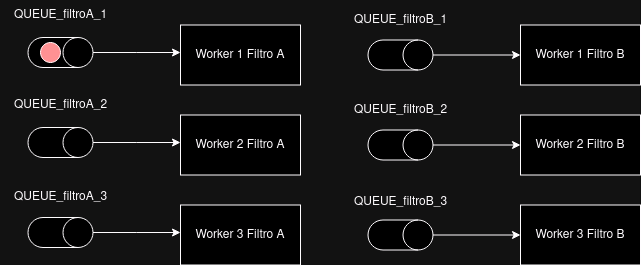 QUEUE_filtroA_1
Worker 1 Filtro A
QUEUE_filtroA_2
Worker 2 Filtro A
QUEUE_filtroA_3
Worker 3 Filtro A
QUEUE_filtroB_1
Worker 1 Filtro B
QUEUE_filtroB_2
Worker 2 Filtro B
QUEUE_filtroB_3
Worker 3 Filtro B